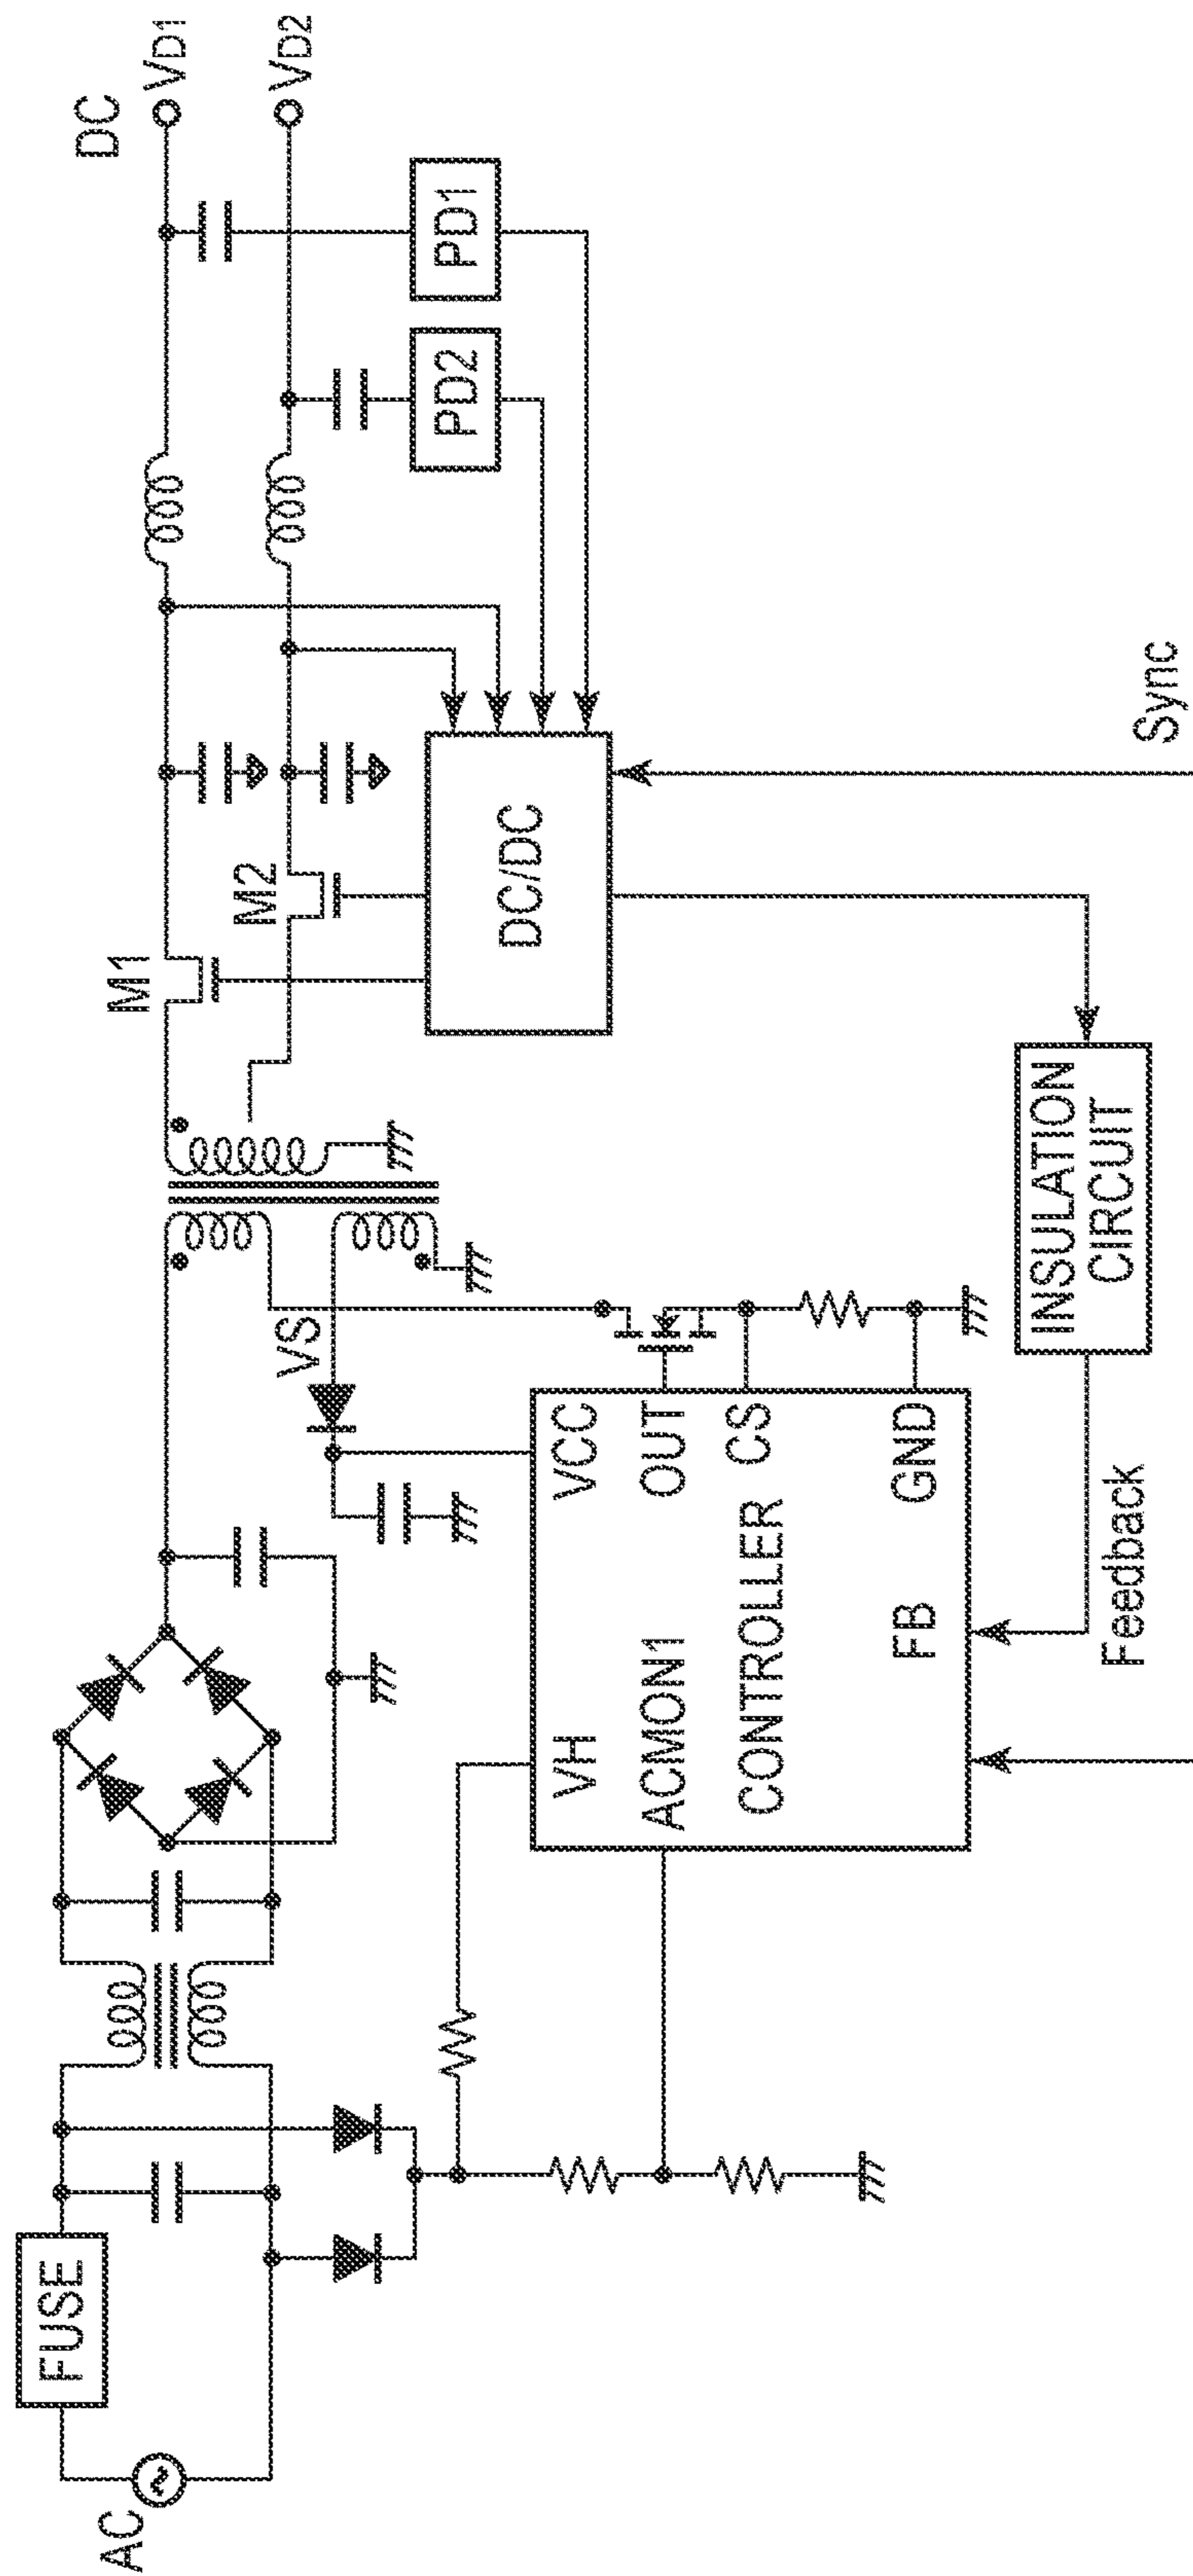 AC
FUSE
VH
ACMON1
CONTROLLER
FB
VCC
OUT
CS
GND
VS
Feedback
INSULATION
CIRCUIT
M1
M2
DC/DC
Sync
PD2
PD1
DC
VD1
VD2